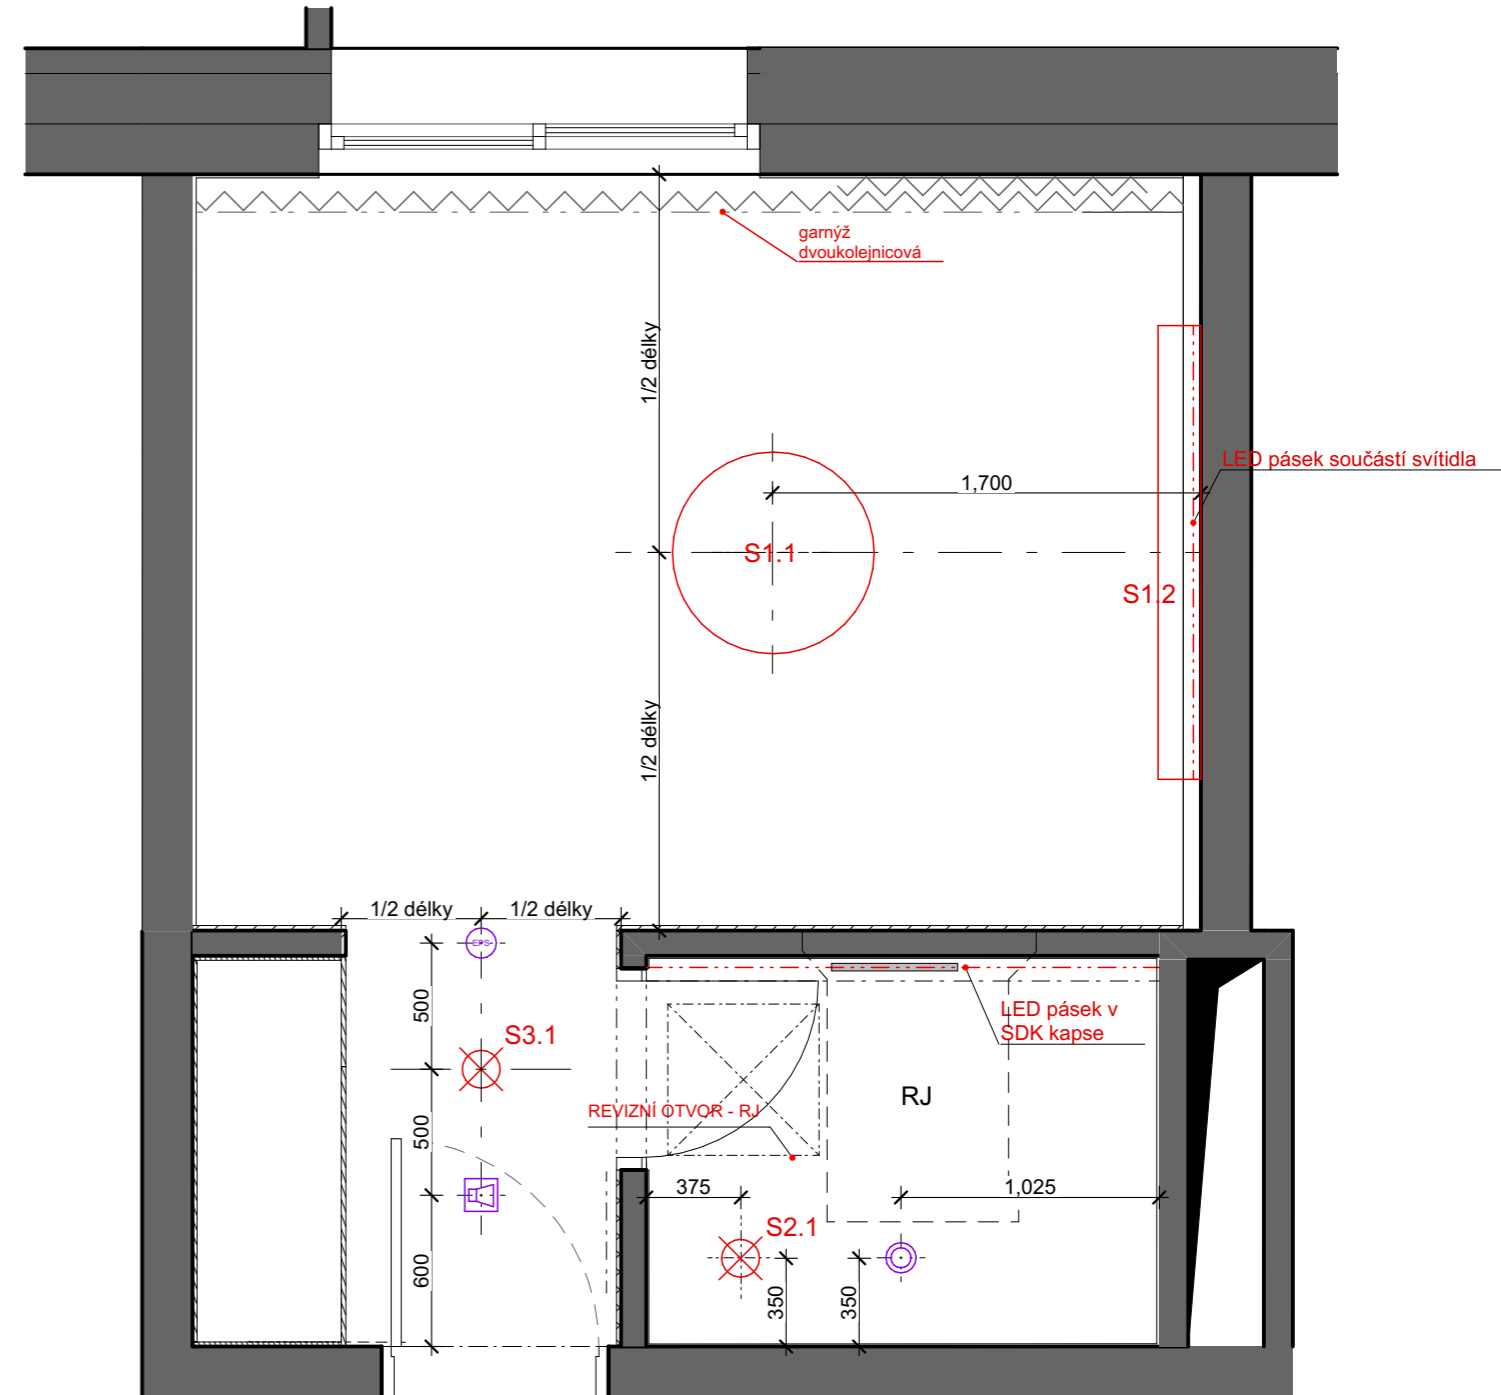 garnýž
dvoukolejnicová
1/2 délky
LED pásek součástí svítidla
1,700
S1.1
S1.2
1/2 délky
1/2 délky
1/2 délky
EPS
500
S3.1
LED pásek v
SDK kapse
RJ
REVIZNÍ OTVOR - RJ
500
375
1,025
S2.1
600
350
350